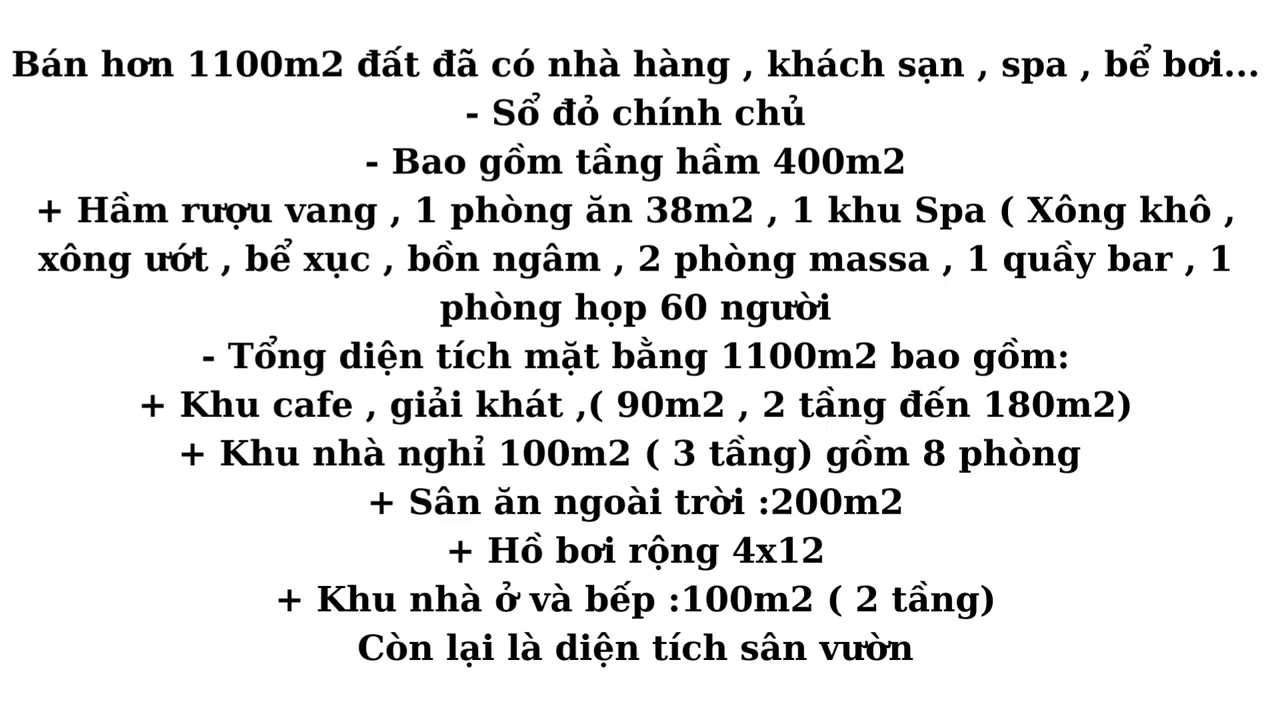 Bán hơn 1100m2 đất đã có nhà hàng , khách sạn , spa , bể bơi...
- Sổ đỏ chính chủ
- Bao gồm tầng hầm 400m2
+ Hầm rượu vang , 1 phòng ăn 38m2 , 1 khu Spa ( Xông khô ,
xông ướt , bể xục , bồn ngâm , 2 phòng massa , 1 quầy bar , 1
phòng họp 60 người
- Tổng diện tích mặt bằng 1100m2 bao gồm:
+ Khu cafe , giải khát ,( 90m2 , 2 tầng đến 180m2)
+ Khu nhà nghỉ 100m2 ( 3 tầng) gồm 8 phòng
+ Sân ăn ngoài trời :200m2
+ Hồ bơi rộng 4x12
+ Khu nhà ở và bếp :100m2 ( 2 tầng)
Còn lại là diện tích sân vườn